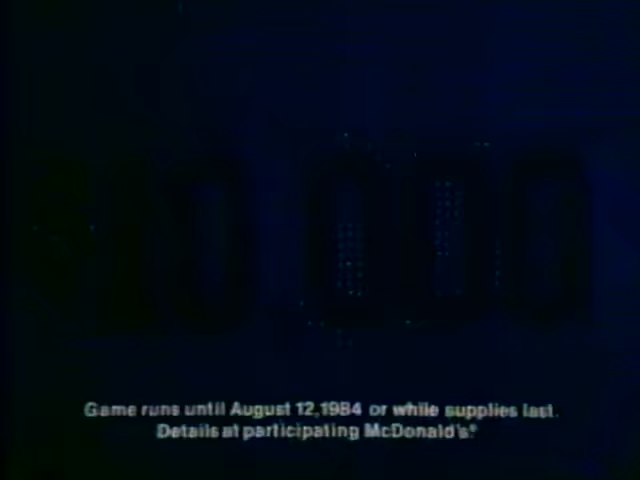 Game runs until August 12, 1984 or while supplies last.
Details at participating McDonald's®